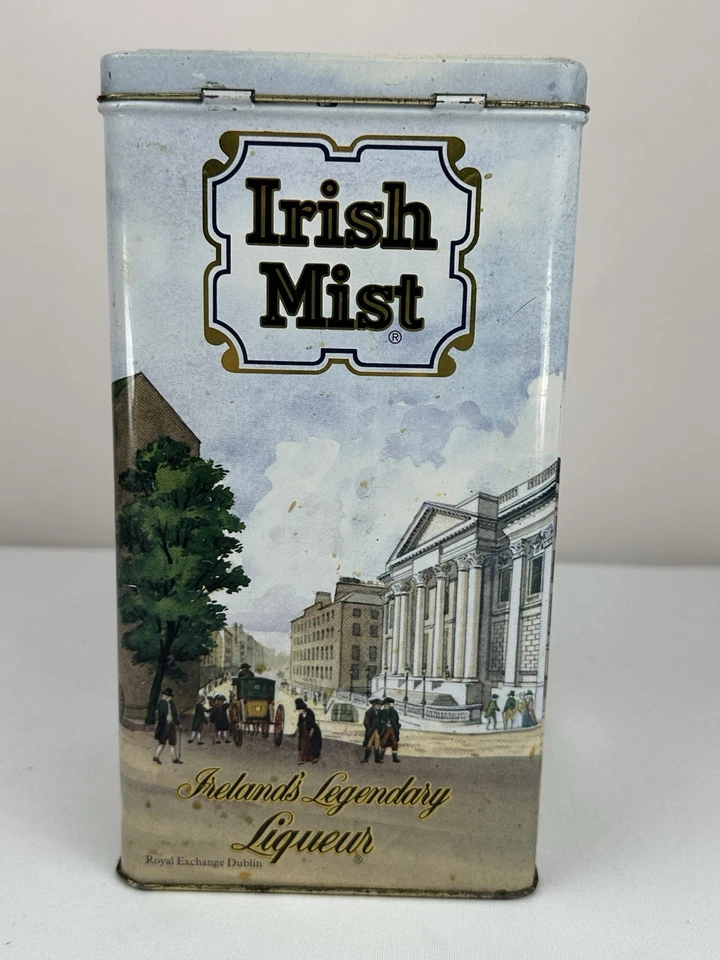 Irish
Mist
®
Ireland's Legendary
Liqueur
®
Royal Exchange Dublin